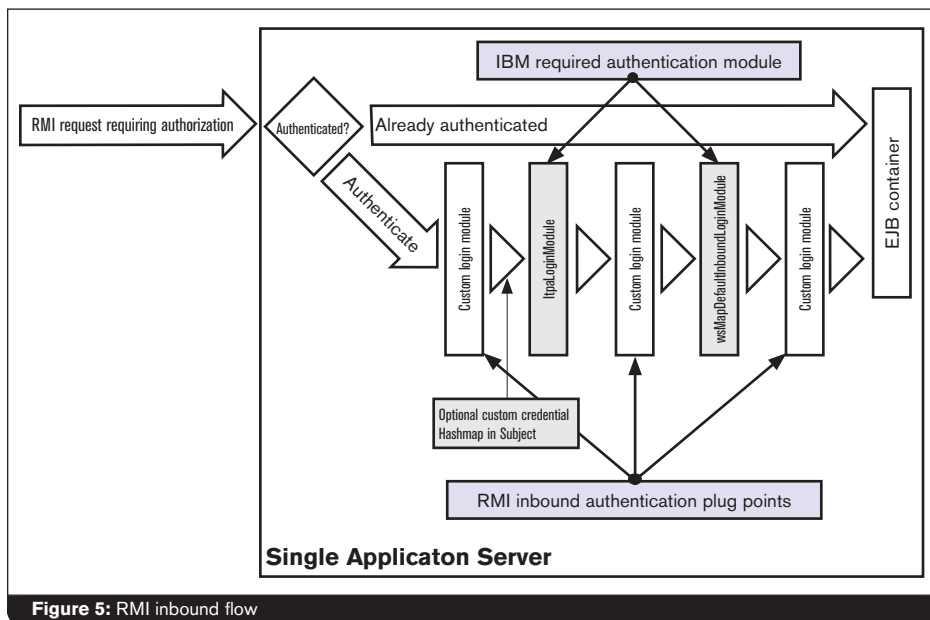 IBM required authentication module
RMI request requiring authorization
Authenticated?
Already authenticated
Authenticate
Custom login module
ltpaLoginModule
Custom login module
wsMapDefaultInboundLoginModule
Custom login module
EJB container
Optional custom credential
Hashmap in Subject
RMI inbound authentication plug points
Single Applicaton Server
Figure 5: RMI inbound flow